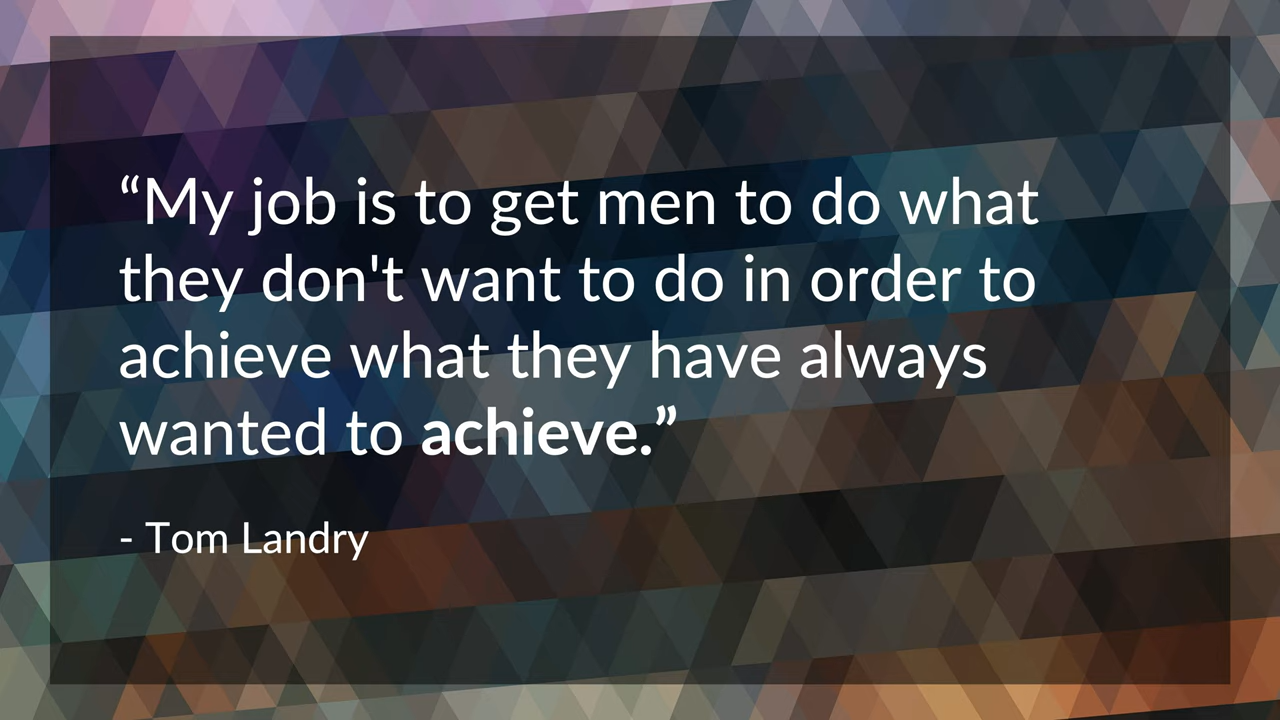 “My job is to get men to do what
they don't want to do in order to
achieve what they have always
wanted to achieve.”
- Tom Landry